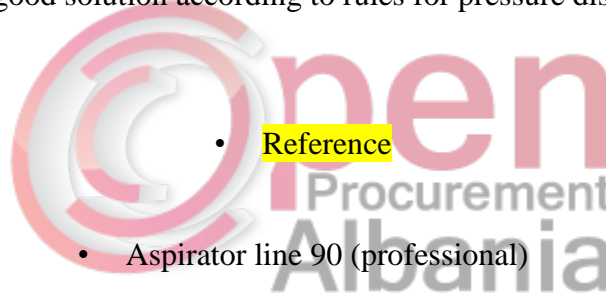 good solution according to rules for pressure dis
Open
• Reference
Procurement
• Aspirator line 90 (professional)
Albania